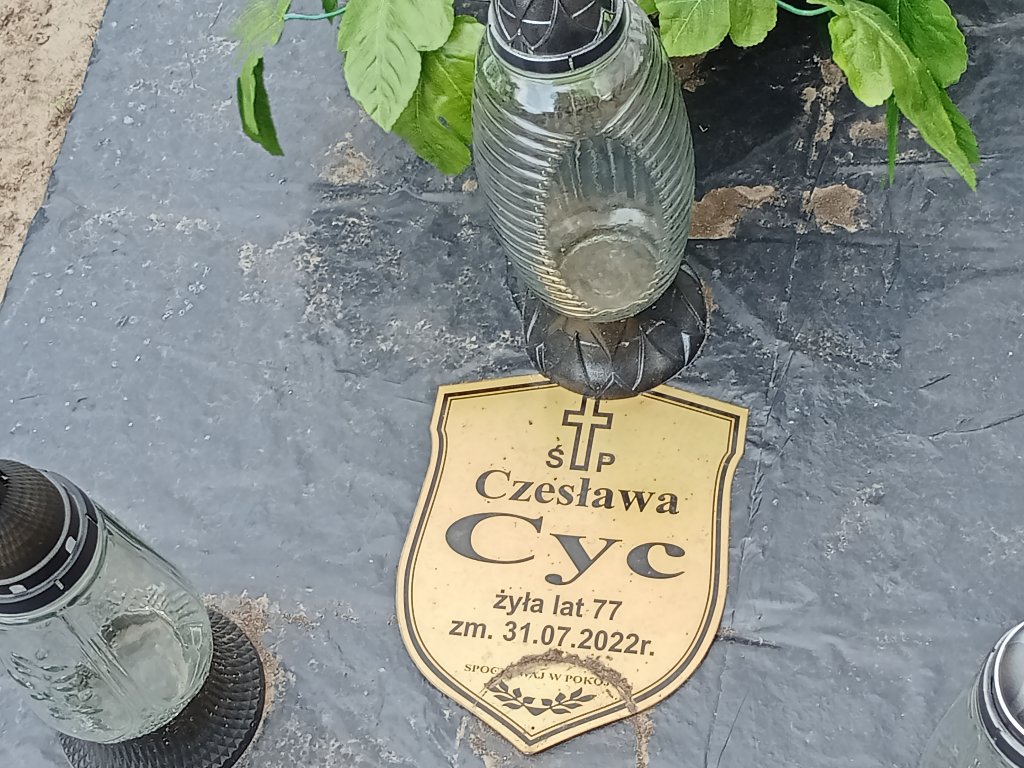 Ś P
Czesława
Cyc
żyła lat 77
zm. 31.07.2022r.
W